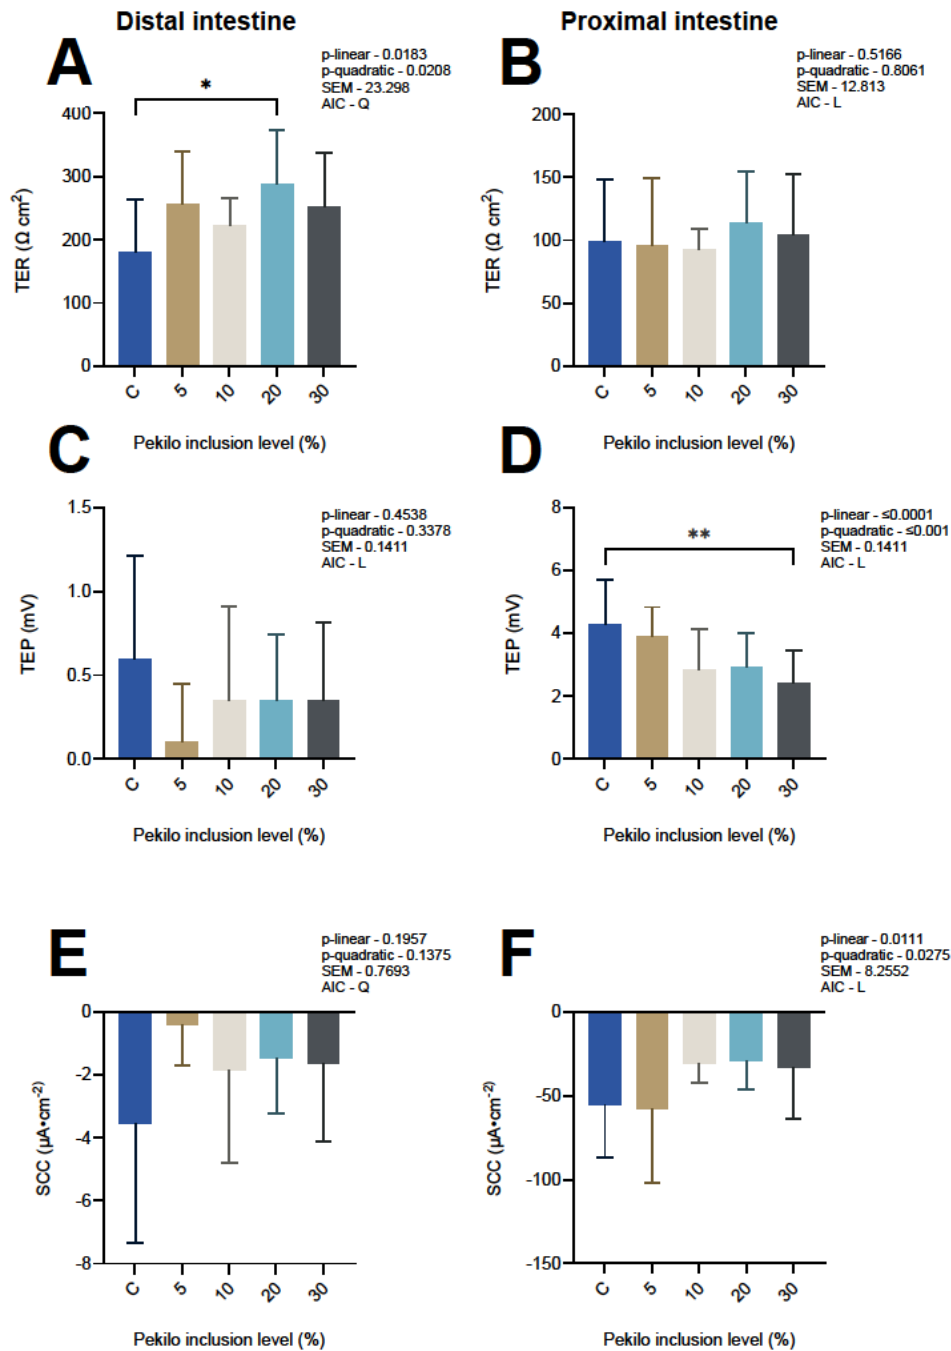 Distal intestine
Proximal intestine
A
p-linear - 0.0183
p-quadratic - 0.0208
SEM - 23.298
AIC - Q
*
TER (Ω cm²)
400
300
200
100
0
C
5
10
20
30
Pekilo inclusion level (%)
B
p-linear - 0.5166
p-quadratic - 0.8061
SEM - 12.813
AIC - L
TER (Ω cm²)
200
150
100
50
0
C
5
10
20
30
Pekilo inclusion level (%)
C
p-linear - 0.4538
p-quadratic - 0.3378
SEM - 0.1411
AIC - L
TEP (mV)
1.5
1.0
0.5
0.0
C
5
10
20
30
Pekilo inclusion level (%)
D
p-linear - ≤0.0001
p-quadratic - ≤0.001
SEM - 0.1411
AIC - L
**
TEP (mV)
8
6
4
2
0
C
5
10
20
30
Pekilo inclusion level (%)
E
p-linear - 0.1957
p-quadratic - 0.1375
SEM - 0.7693
AIC - Q
SCC (µA•cm⁻²)
0
-2
-4
-6
-8
C
5
10
20
30
Pekilo inclusion level (%)
F
p-linear - 0.0111
p-quadratic - 0.0275
SEM - 8.2552
AIC - L
SCC (µA•cm⁻²)
0
-50
-100
-150
C
5
10
20
30
Pekilo inclusion level (%)